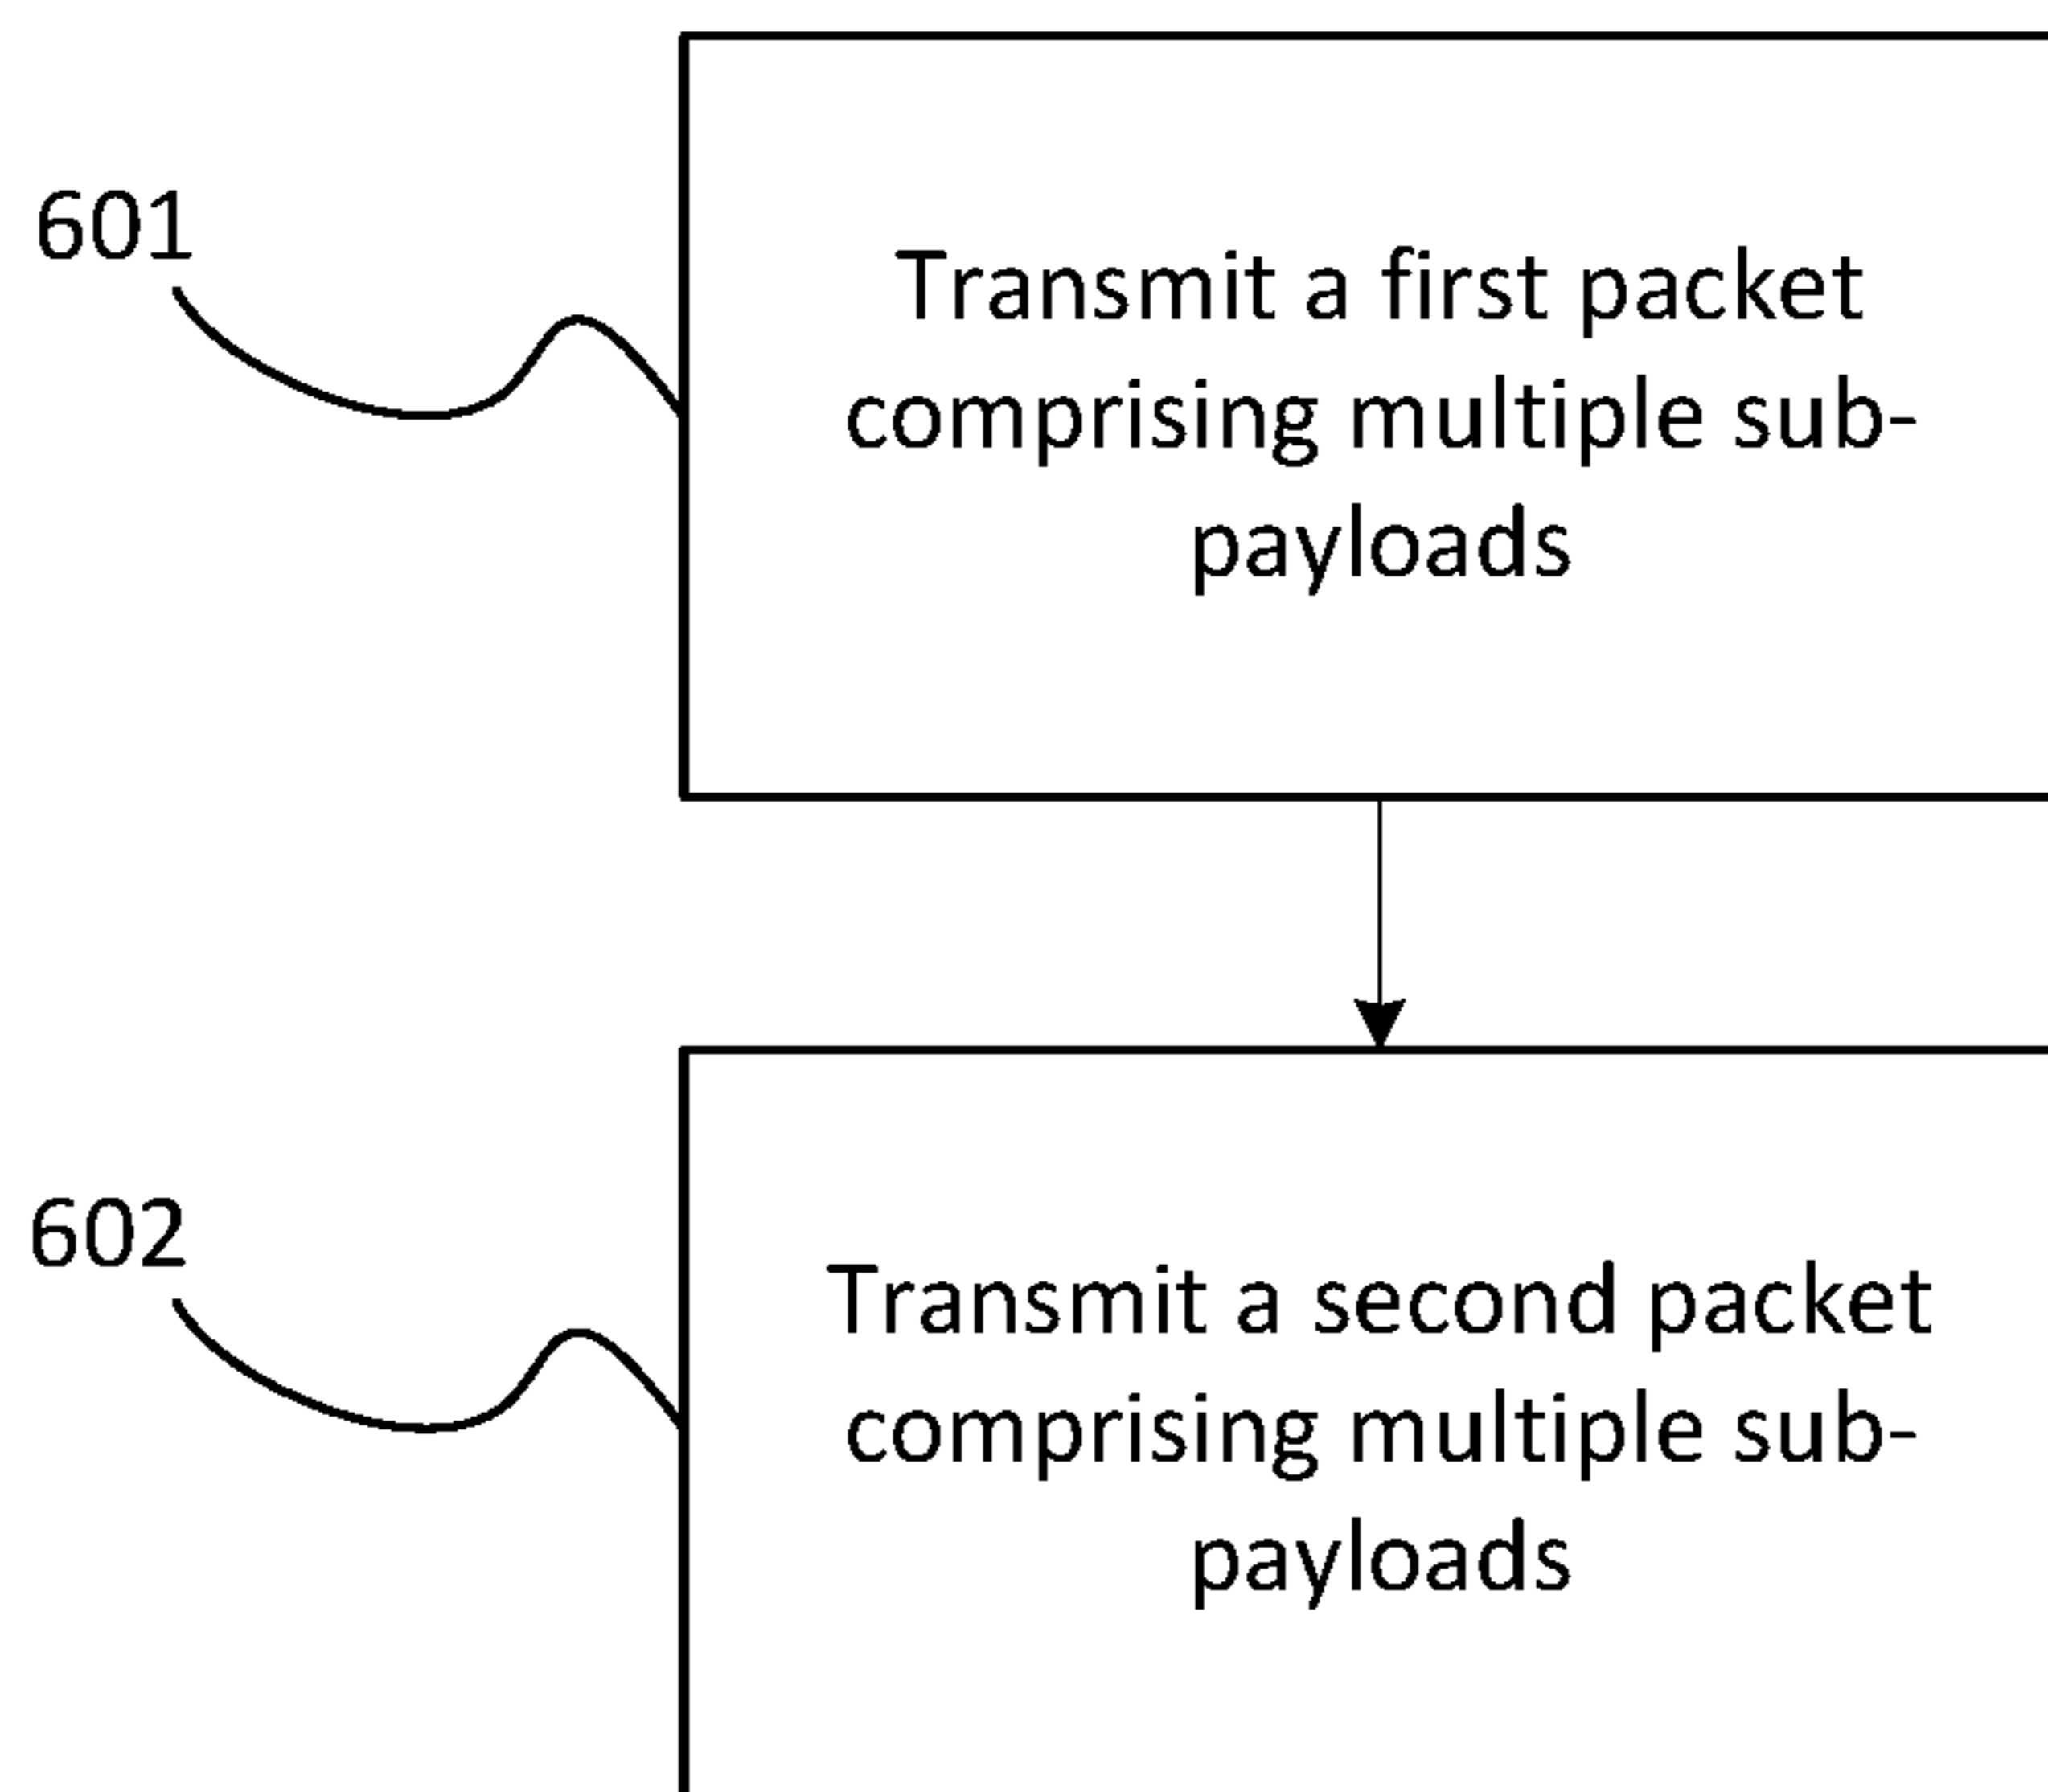 601
Transmit a first packet
comprising multiple sub-
payloads
602
Transmit a second packet
comprising multiple sub-
payloads